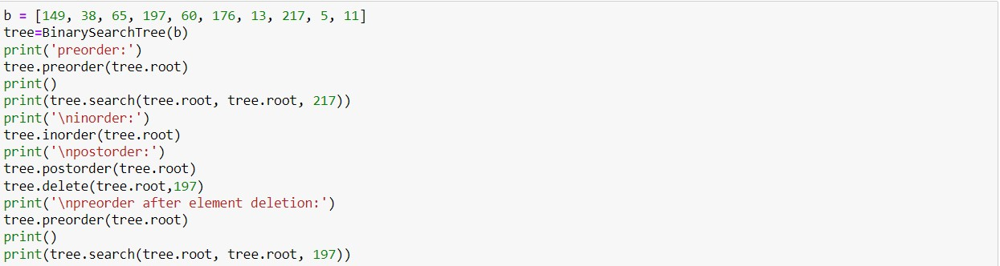 b = [149, 38, 65, 197, 60, 176, 13, 217, 5, 11]
tree=BinarySearchTree(b)
print('preorder:')
tree.preorder(tree.root)
print()
print(tree.search(tree.root, tree.root, 217))
print('\ninorder:')
tree.inorder(tree.root)
print('\npostorder:')
tree.postorder(tree.root)
tree.delete(tree.root,197)
print('\npreorder after element deletion:')
tree.preorder(tree.root)
print()
print(tree.search(tree.root, tree.root, 197))